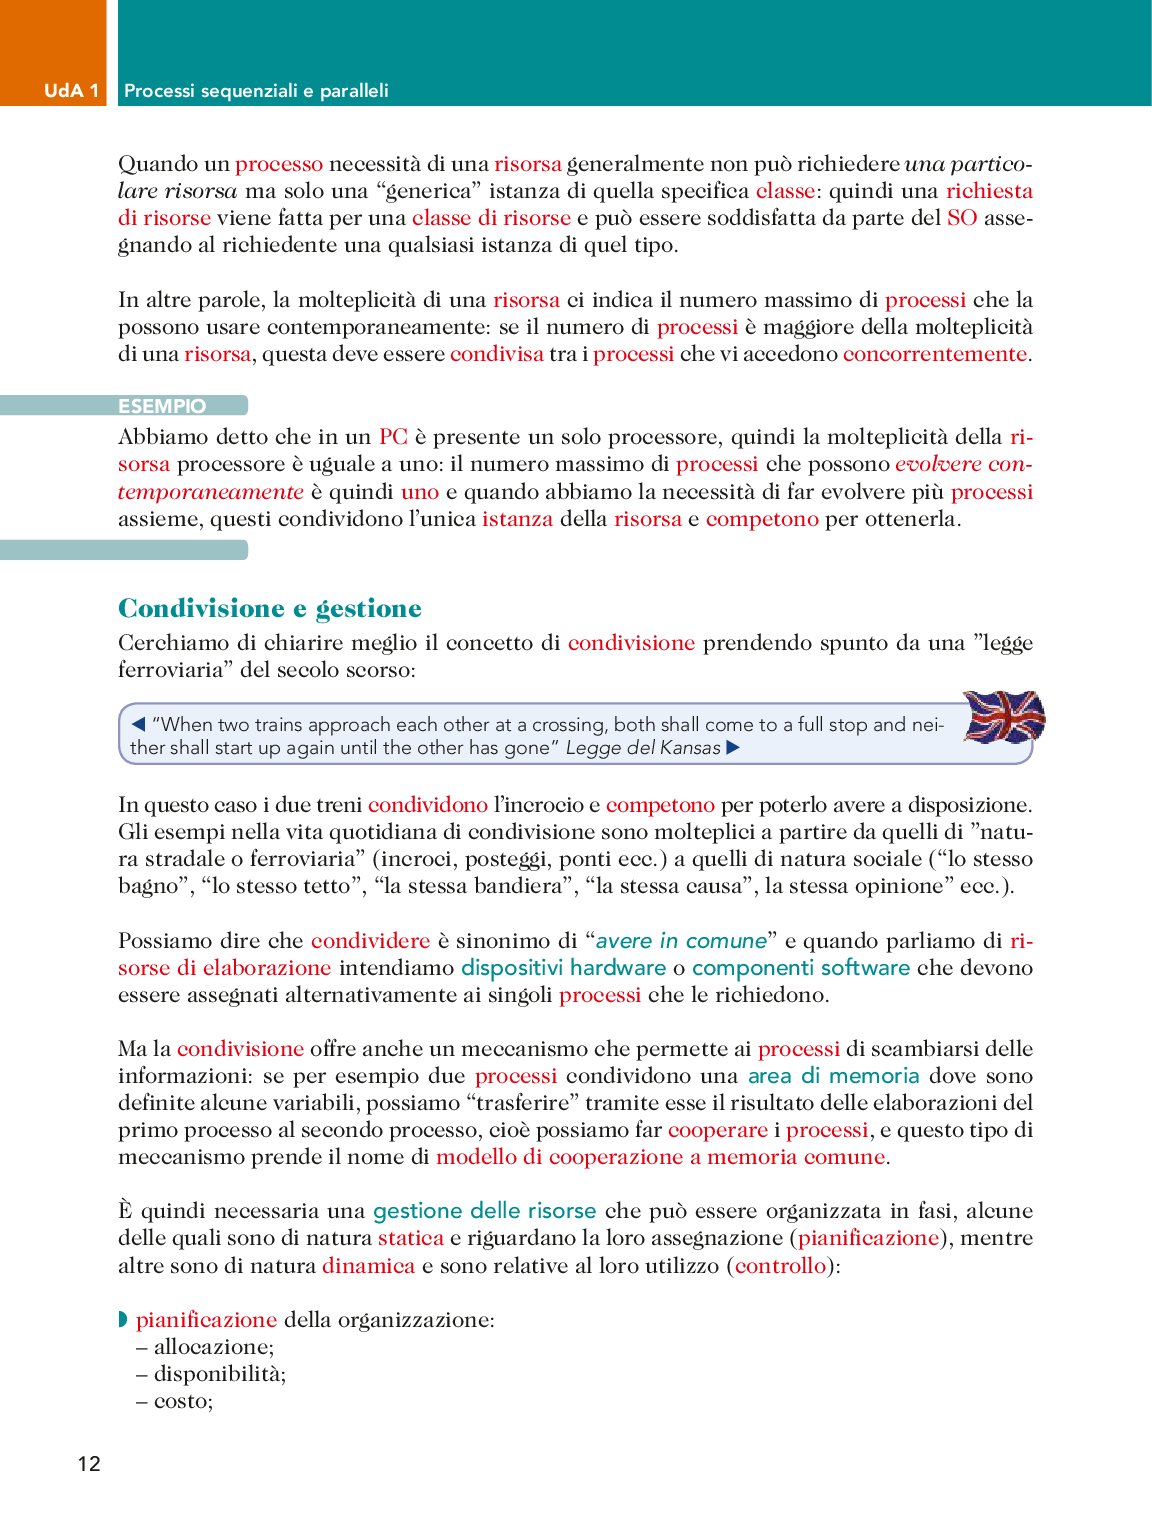 UdA 1 Processi sequenziali e paralleli
Quando un processo necessità di una risorsa generalmente non può richiedere una partico-
lare risorsa ma solo una “generica” istanza di quella specifica classe: quindi una richiesta
di risorse viene fatta per una classe di risorse e può essere soddisfatta da parte del SO asse-
gnando al richiedente una qualsiasi istanza di quel tipo.
In altre parole, la molteplicità di una risorsa ci indica il numero massimo di processi che la
possono usare contemporaneamente: se il numero di processi è maggiore della molteplicità
di una risorsa, questa deve essere condivisa tra i processi che vi accedono concorrentemente.
ESEMPIO
Abbiamo detto che in un PC è presente un solo processore, quindi la molteplicità della ri-
sorsa processore è uguale a uno: il numero massimo di processi che possono evolvere con-
temporaneamente è quindi uno e quando abbiamo la necessità di far evolvere più processi
assieme, questi condividono l’unica istanza della risorsa e competono per ottenerla.
Condivisione e gestione
Cerchiamo di chiarire meglio il concetto di condivisione prendendo spunto da una ”legge
ferroviaria” del secolo scorso:
◀ “When two trains approach each other at a crossing, both shall come to a full stop and nei-
ther shall start up again until the other has gone” Legge del Kansas ▶
In questo caso i due treni condividono l’incrocio e competono per poterlo avere a disposizione.
Gli esempi nella vita quotidiana di condivisione sono molteplici a partire da quelli di ”natu-
ra stradale o ferroviaria” (incroci, posteggi, ponti ecc.) a quelli di natura sociale (“lo stesso
bagno”, “lo stesso tetto”, “la stessa bandiera”, “la stessa causa”, la stessa opinione” ecc.).
Possiamo dire che condividere è sinonimo di “avere in comune” e quando parliamo di ri-
sorse di elaborazione intendiamo dispositivi hardware o componenti software che devono
essere assegnati alternativamente ai singoli processi che le richiedono.
Ma la condivisione offre anche un meccanismo che permette ai processi di scambiarsi delle
informazioni: se per esempio due processi condividono una area di memoria dove sono
definite alcune variabili, possiamo “trasferire” tramite esse il risultato delle elaborazioni del
primo processo al secondo processo, cioè possiamo far cooperare i processi, e questo tipo di
meccanismo prende il nome di modello di cooperazione a memoria comune.
È quindi necessaria una gestione delle risorse che può essere organizzata in fasi, alcune
delle quali sono di natura statica e riguardano la loro assegnazione (pianificazione), mentre
altre sono di natura dinamica e sono relative al loro utilizzo (controllo):
◗ pianificazione della organizzazione:
– allocazione;
– disponibilità;
– costo;
12